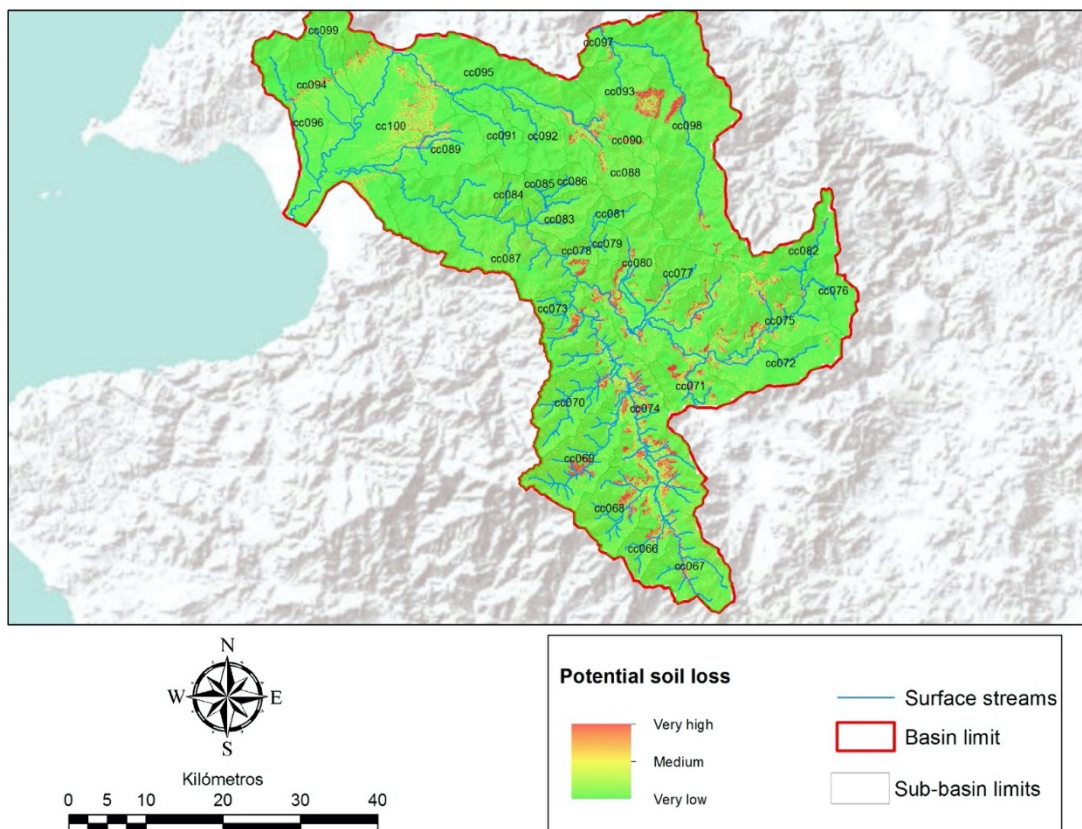 cc099
cc097
cc095
cc094
cc093
cc096
cc100
cc098
cc091
cc092
cc090
cc089
cc088
cc085
cc086
cc084
cc081
cc083
cc079
cc078
cc082
cc087
cc080
cc077
cc076
cc073
cc075
cc072
cc071
cc070
cc074
cc069
cc068
cc066
cc067
N
W
E
S
Kilómetros
0 5 10 20 30 40
Potential soil loss
Very high
Medium
Very low
Surface streams
Basin limit
Sub-basin limits